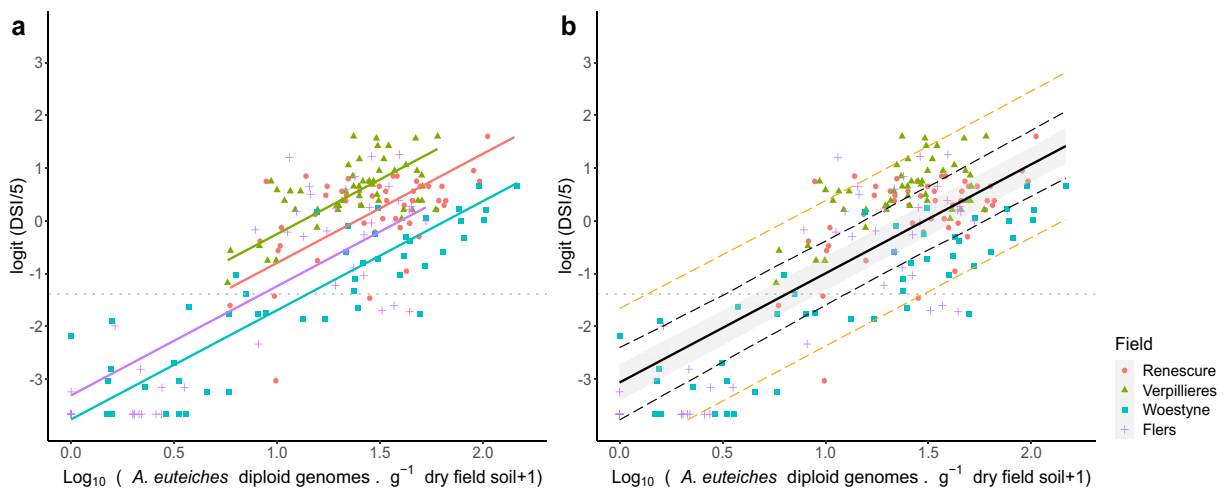 a
b
logit (DSI/5)
3
2
1
0
-1
-2
-3
0.0 0.5 1.0 1.5 2.0
Log10 ( A. euteiches diploid genomes . g−1 dry field soil+1)
logit (DSI/5)
3
2
1
0
-1
-2
-3
0.0 0.5 1.0 1.5 2.0
Log10 ( A. euteiches diploid genomes . g−1 dry field soil+1)
Field
Renescure
Verpillieres
Woestyne
Flers